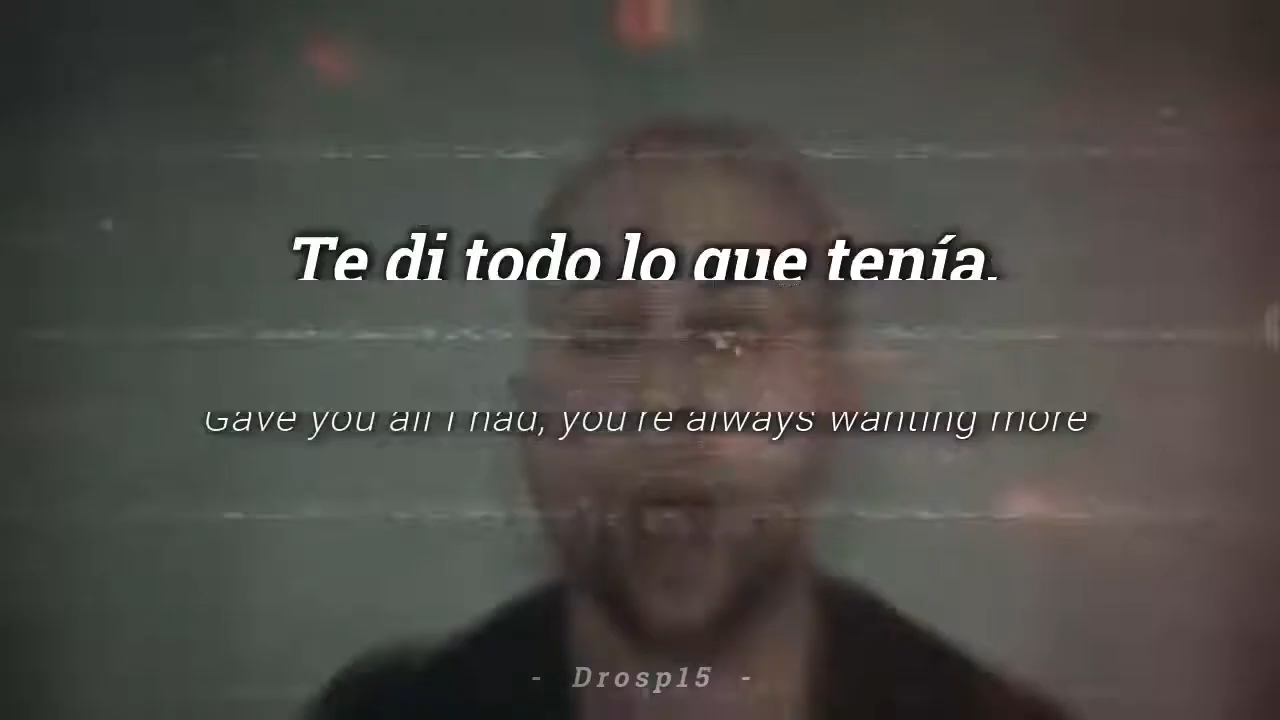 Te di todo lo que tenía,
Gave you all I had, you're always wanting more
- Drosp15 -